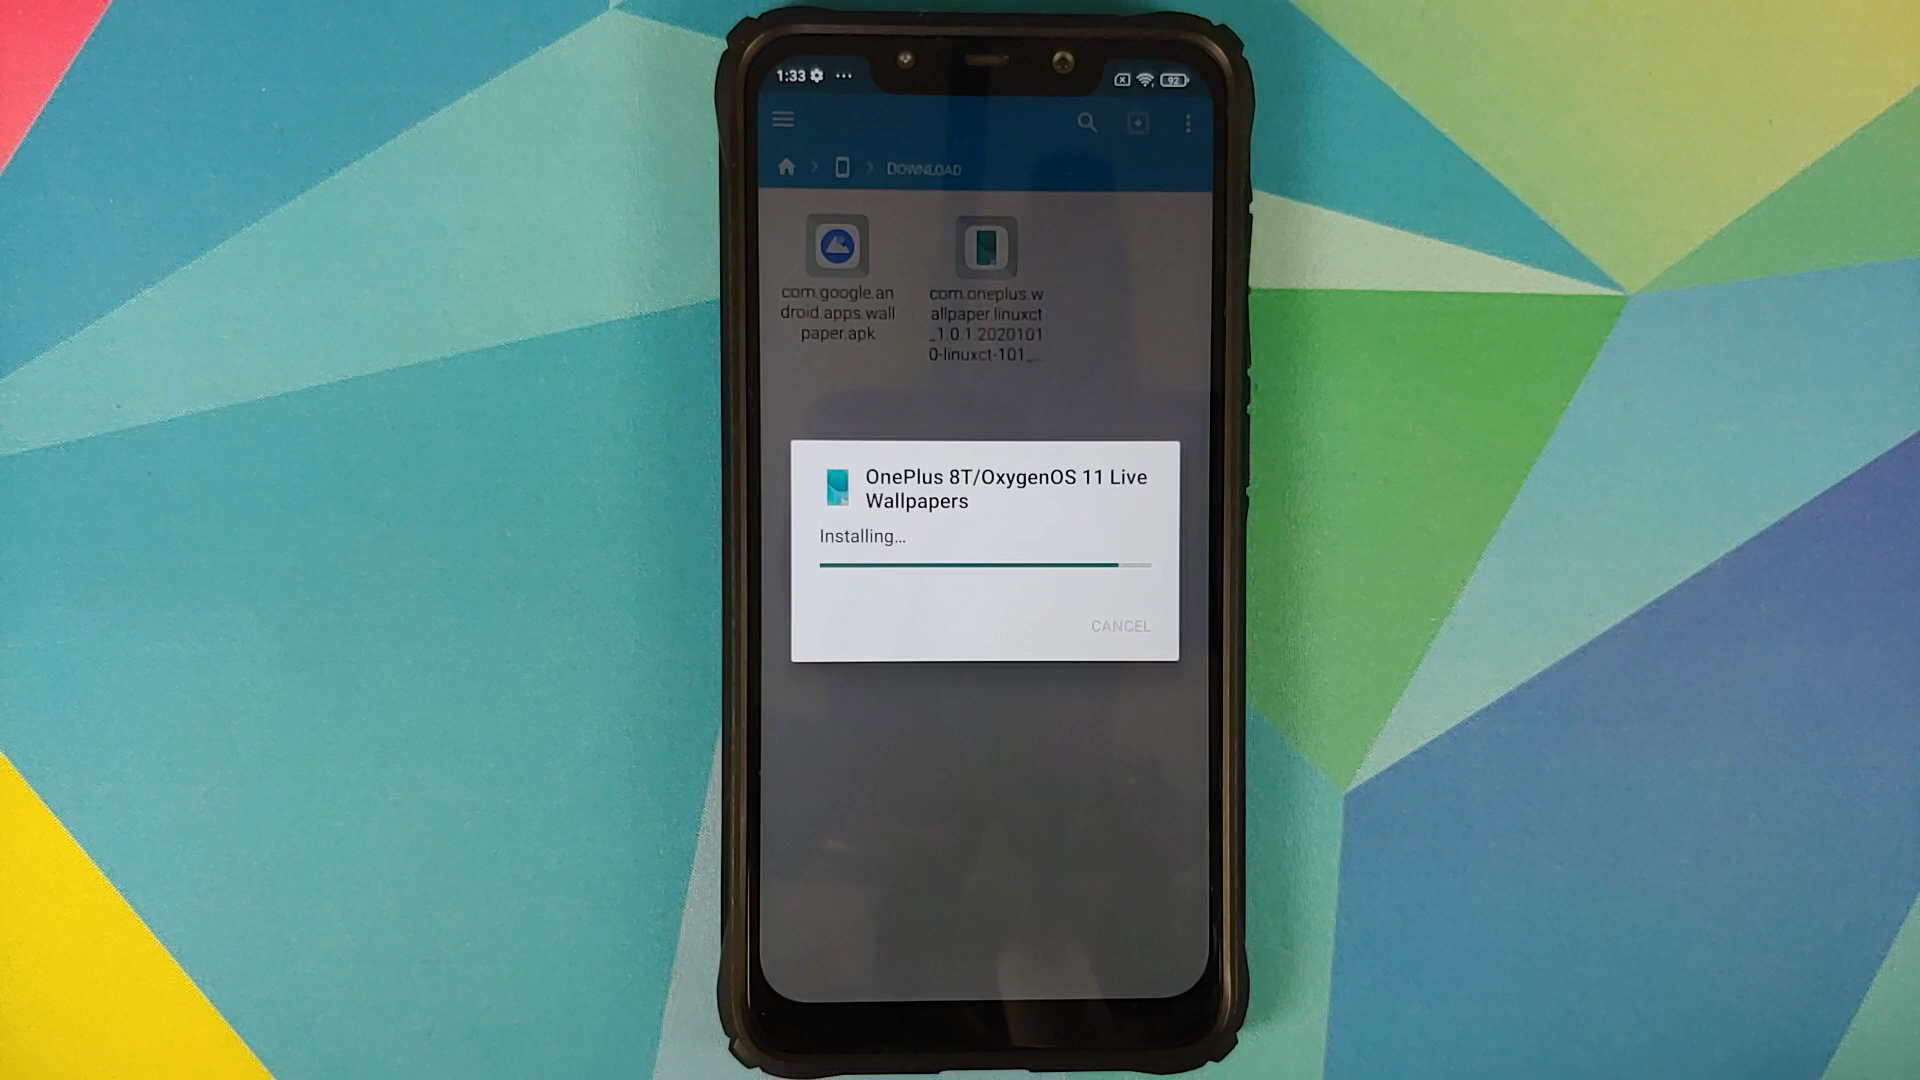 1:33 ...
92
DOWNLOAD
com.google.an
droid.apps.wall
paper.apk
com.oneplus.w
allpaper.linuxct
_1.0.1.2020101
0-linuxct-101_...
OnePlus 8T/OxygenOS 11 Live
Wallpapers
Installing...
CANCEL